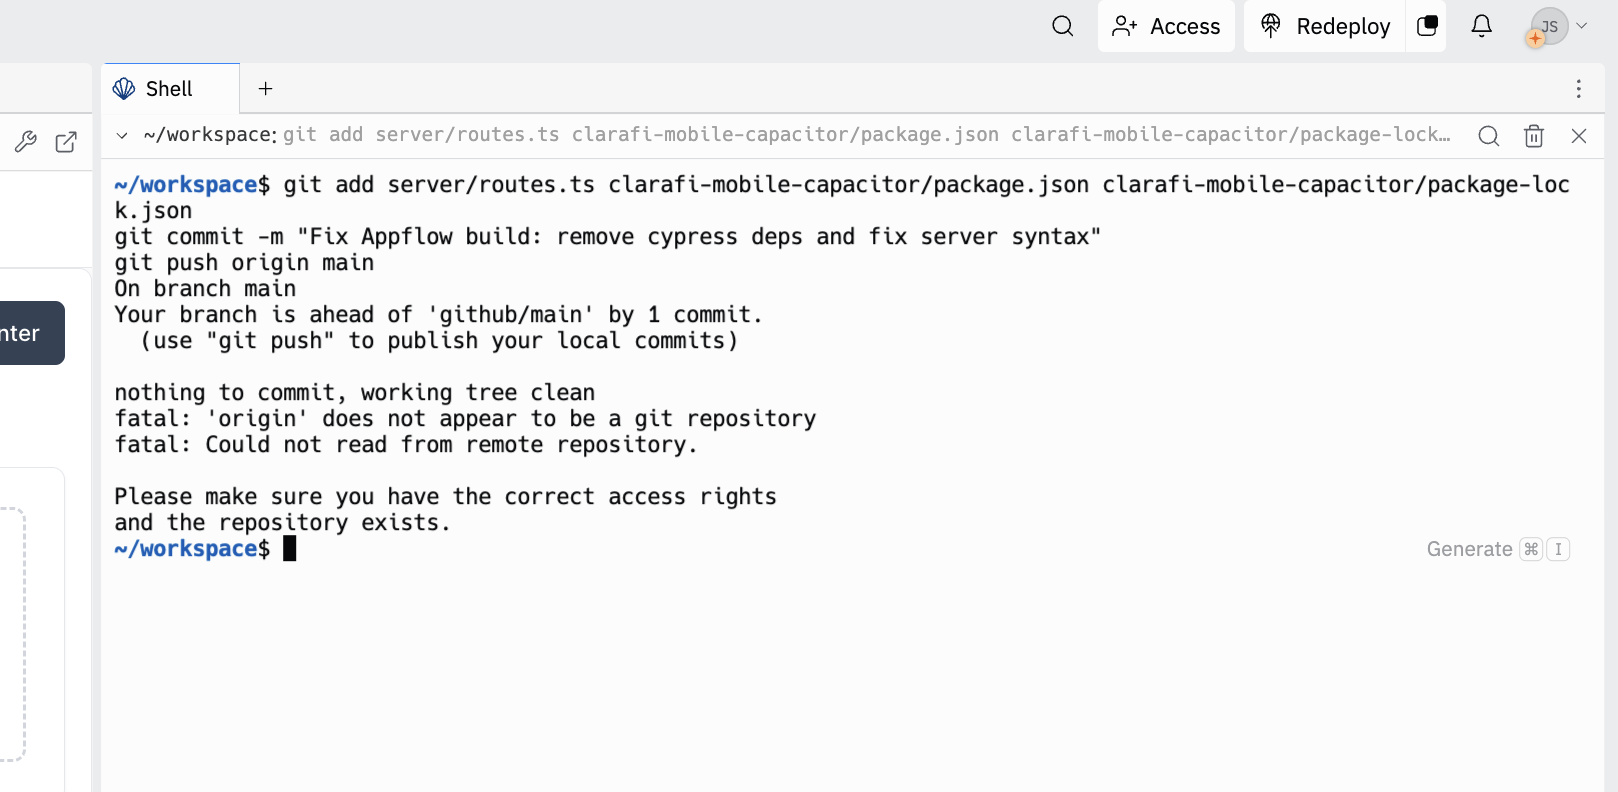 Access
Redeploy
JS
Shell
~/workspace: git add server/routes.ts clarafi-mobile-capacitor/package.json clarafi-mobile-capacitor/package-lock…
~/workspace$ git add server/routes.ts clarafi-mobile-capacitor/package.json clarafi-mobile-capacitor/package-loc
k.json
git commit -m "Fix Appflow build: remove cypress deps and fix server syntax"
git push origin main
On branch main
Your branch is ahead of 'github/main' by 1 commit.
  (use "git push" to publish your local commits)
nter
nothing to commit, working tree clean
fatal: 'origin' does not appear to be a git repository
fatal: Could not read from remote repository.
Please make sure you have the correct access rights
and the repository exists.
~/workspace$
Generate ⌘ I